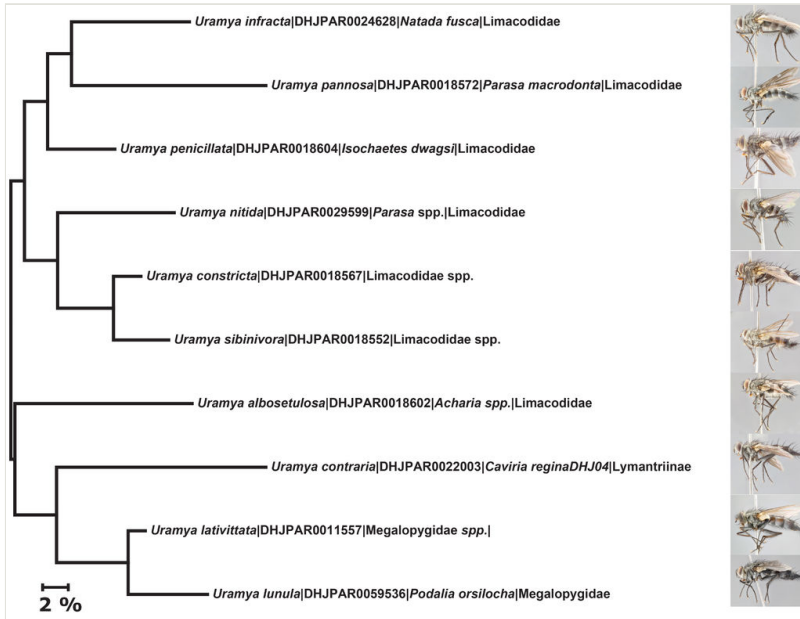 Uramya infracta|DHJPAR0024628|Natada fusca|Limacodidae
Uramya pannosa|DHJPAR0018572|Parasa macrodonta|Limacodidae
Uramya penicillata|DHJPAR0018604|Isochaetes dwagsi|Limacodidae
Uramya nitida|DHJPAR0029599|Parasa spp.|Limacodidae
Uramya constricta|DHJPAR0018567|Limacodidae spp.
Uramya sibinivora|DHJPAR0018552|Limacodidae spp.
Uramya albosetulosa|DHJPAR0018602|Acharia spp.|Limacodidae
Uramya contraria|DHJPAR0022003|Caviria reginaDHJ04|Lymantriinae
Uramya lativittata|DHJPAR0011557|Megalopygidae spp.|
Uramya lunula|DHJPAR0059536|Podalia orsilocha|Megalopygidae
2 %